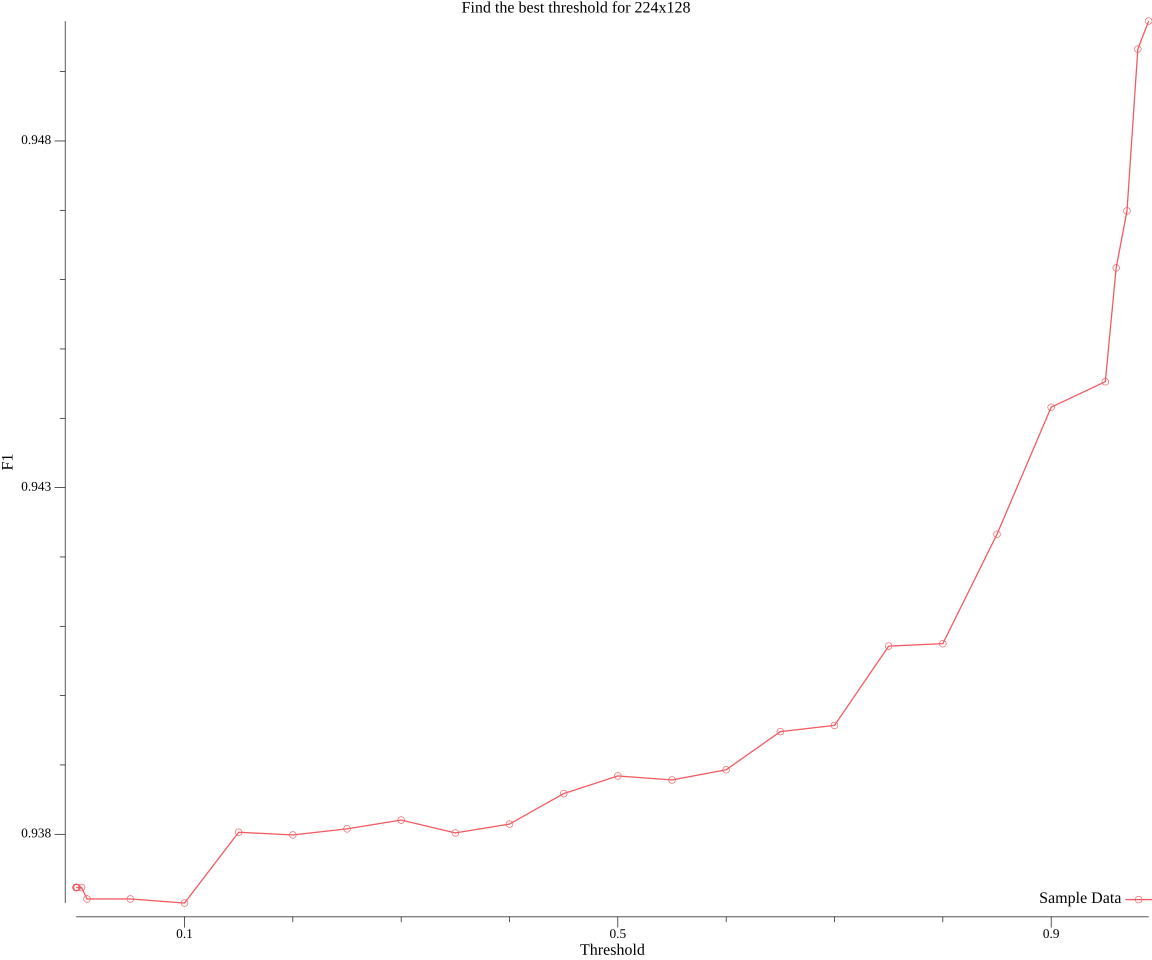 Find the best threshold for 224x128
0.948
0.943
F1
0.938
Sample Data
0.1
0.5
0.9
Threshold